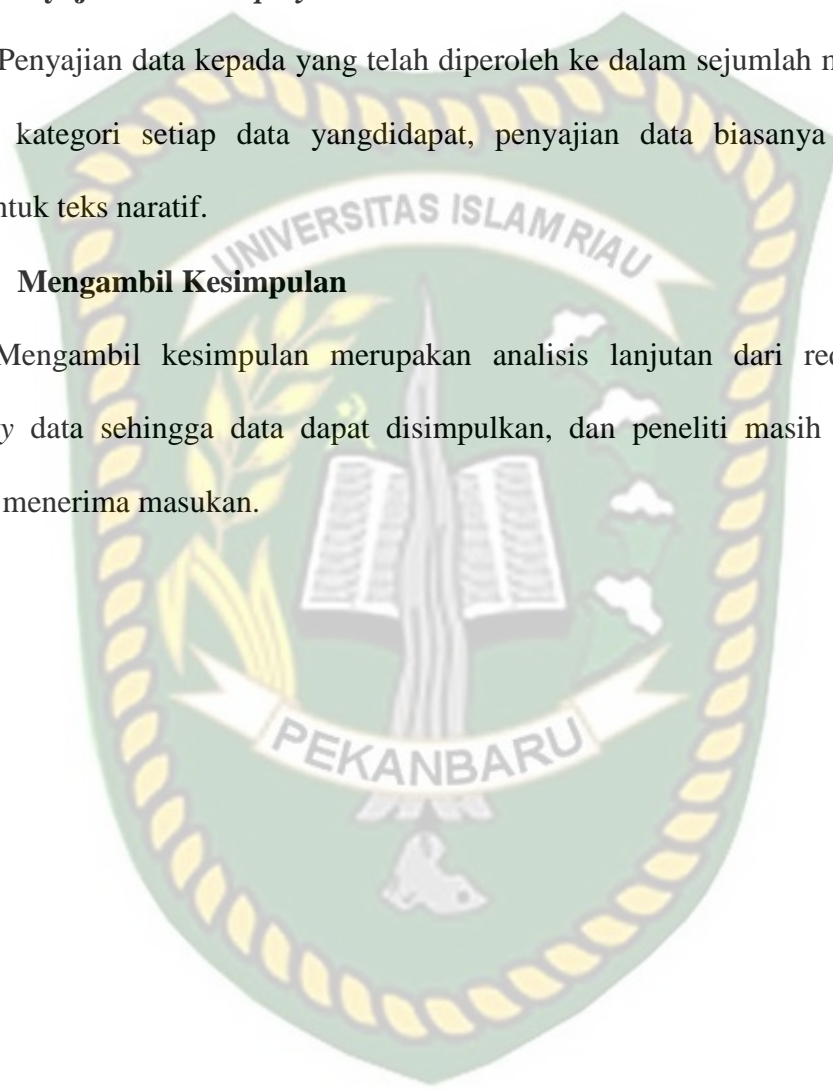 Penyajian data kepada yang telah diperoleh ke dalam sejumlah
kategori setiap data yangdidapat, penyajian data biasanya
teks naratif.
UNIVERSITAS ISLAM RIAU
Mengambil Kesimpulan
Mengambil kesimpulan merupakan analisis lanjutan dari
data sehingga data dapat disimpulkan, dan peneliti masih
menerima masukan.
PEKANBARU